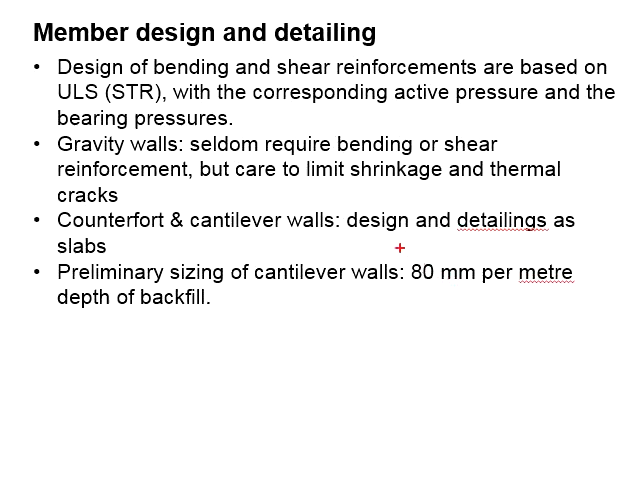 Member design and detailing
• Design of bending and shear reinforcements are based on
ULS (STR), with the corresponding active pressure and the
bearing pressures.
• Gravity walls: seldom require bending or shear
reinforcement, but care to limit shrinkage and thermal
cracks
• Counterfort & cantilever walls: design and detailings as
slabs
• Preliminary sizing of cantilever walls: 80 mm per metre
depth of backfill.